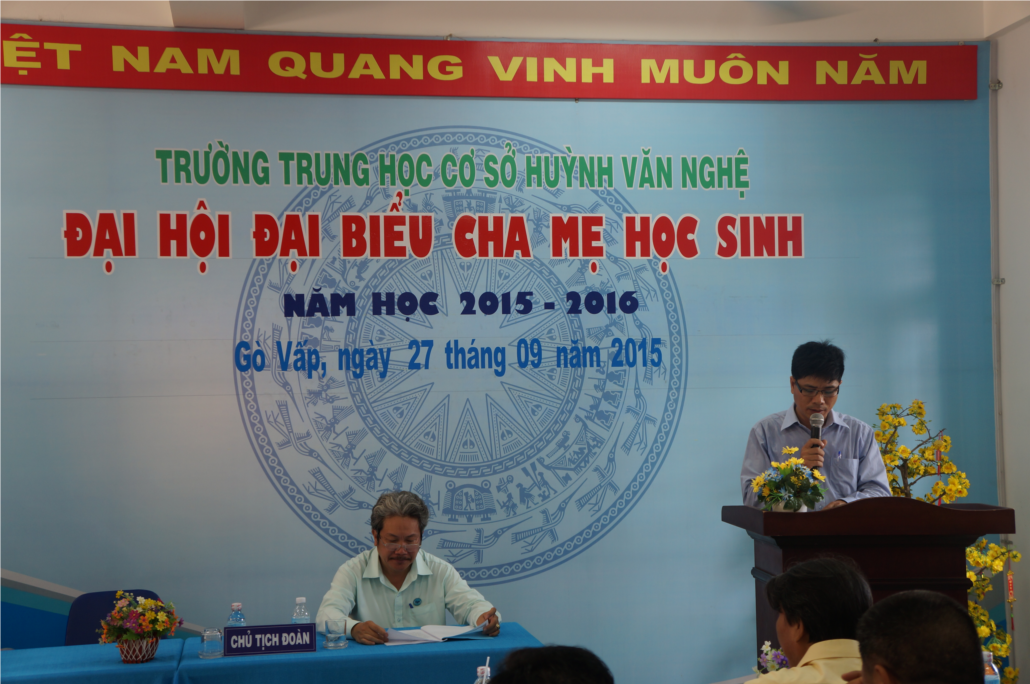 ỆT NAM QUANG VINH MUÔN NĂM
TRƯỜNG TRUNG HỌC CƠ SỞ HUỲNH VĂN NGHỆ
ĐẠI HỘI ĐẠI BIỂU CHA MẸ HỌC SINH
NĂM HỌC 2015 - 2016
Gò Vấp, ngày 27 tháng 09 năm 2015
CHỦ TỊCH ĐOÀN